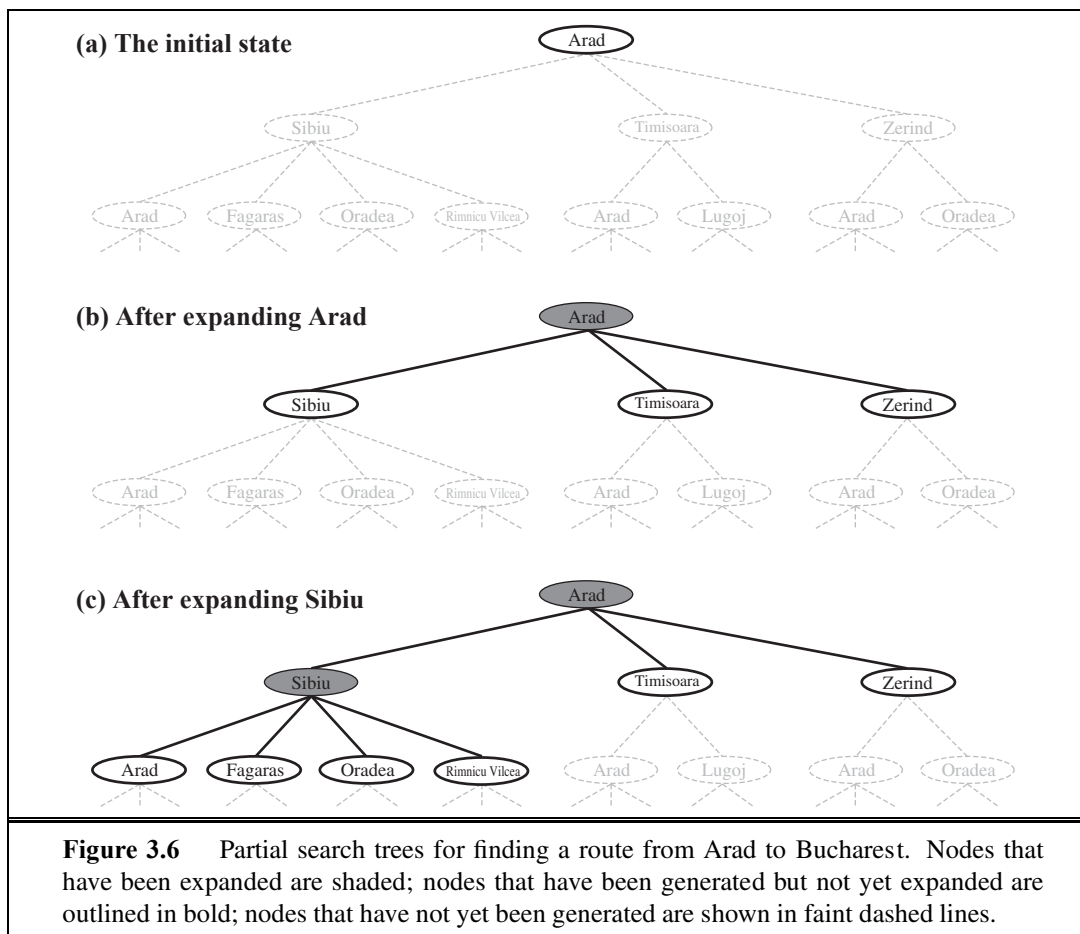 (a) The initial state
Arad
Sibiu Timisoara Zerind
Arad Fagaras Oradea Rimnicu Vilcea Arad Lugoj Arad Oradea
(b) After expanding Arad
Arad
Sibiu Timisoara Zerind
Arad Fagaras Oradea Rimnicu Vilcea Arad Lugoj Arad Oradea
(c) After expanding Sibiu
Arad
Sibiu Timisoara Zerind
Arad Fagaras Oradea Rimnicu Vilcea Arad Lugoj Arad Oradea
Figure 3.6 Partial search trees for finding a route from Arad to Bucharest. Nodes that
have been expanded are shaded; nodes that have been generated but not yet expanded are
outlined in bold; nodes that have not yet been generated are shown in faint dashed lines.